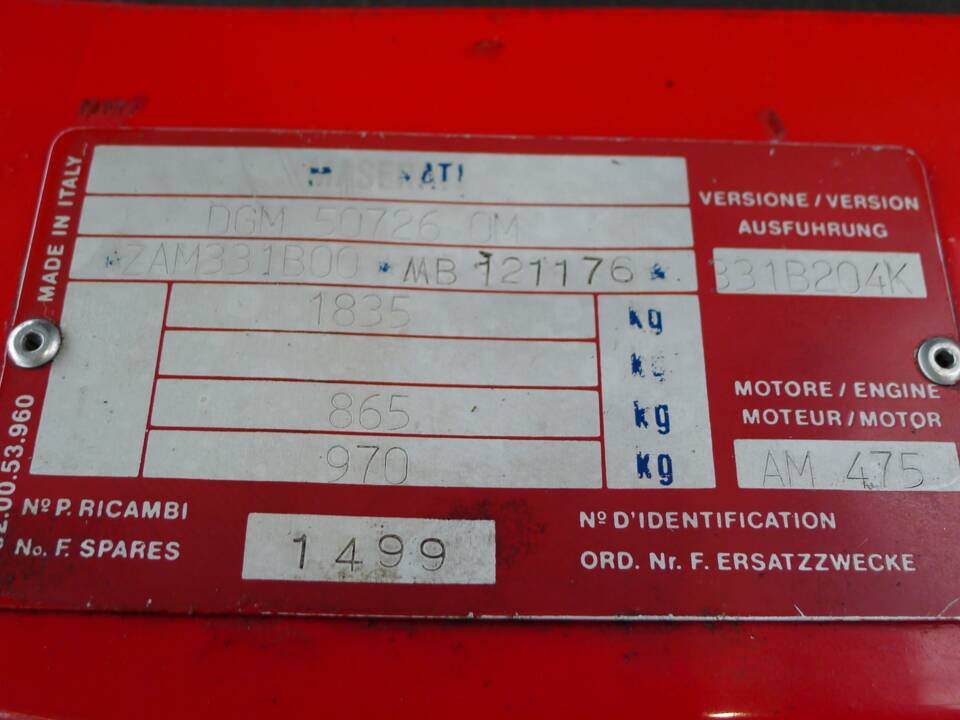 MADE IN ITALY
MASERATI
DGM 50726 OM
*ZAM331B00*MB 121176*
1835 kg
kg
865 kg
970 kg
VERSIONE / VERSION
AUSFUHRUNG
331B204K
MOTORE / ENGINE
MOTEUR / MOTOR
AM 475
Nº P. RICAMBI
No. F. SPARES
1499
Nº D'IDENTIFICATION
ORD. Nr. F. ERSATZZWECKE